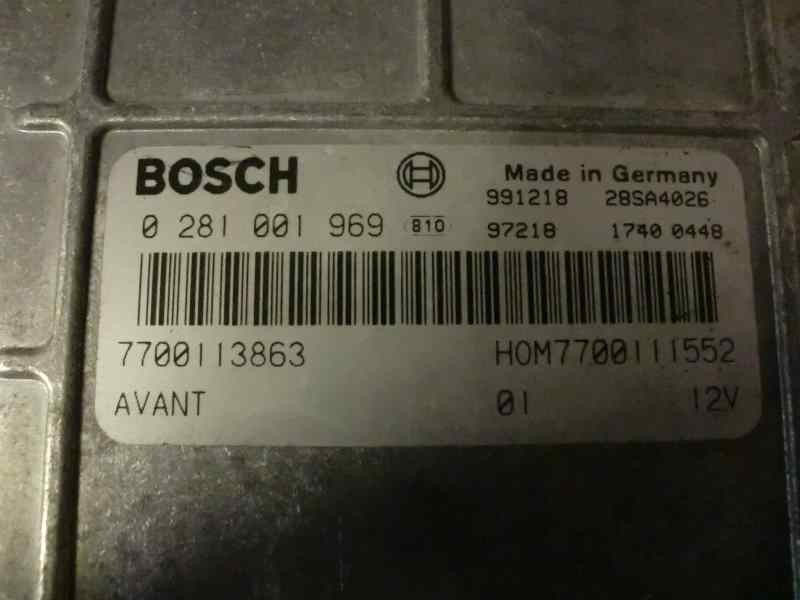 BOSCH
Made in Germany
991218 28SA4026
0 281 001 969 810 97218 1740 0448
7700113863 HOM7700111552
AVANT 01 12V